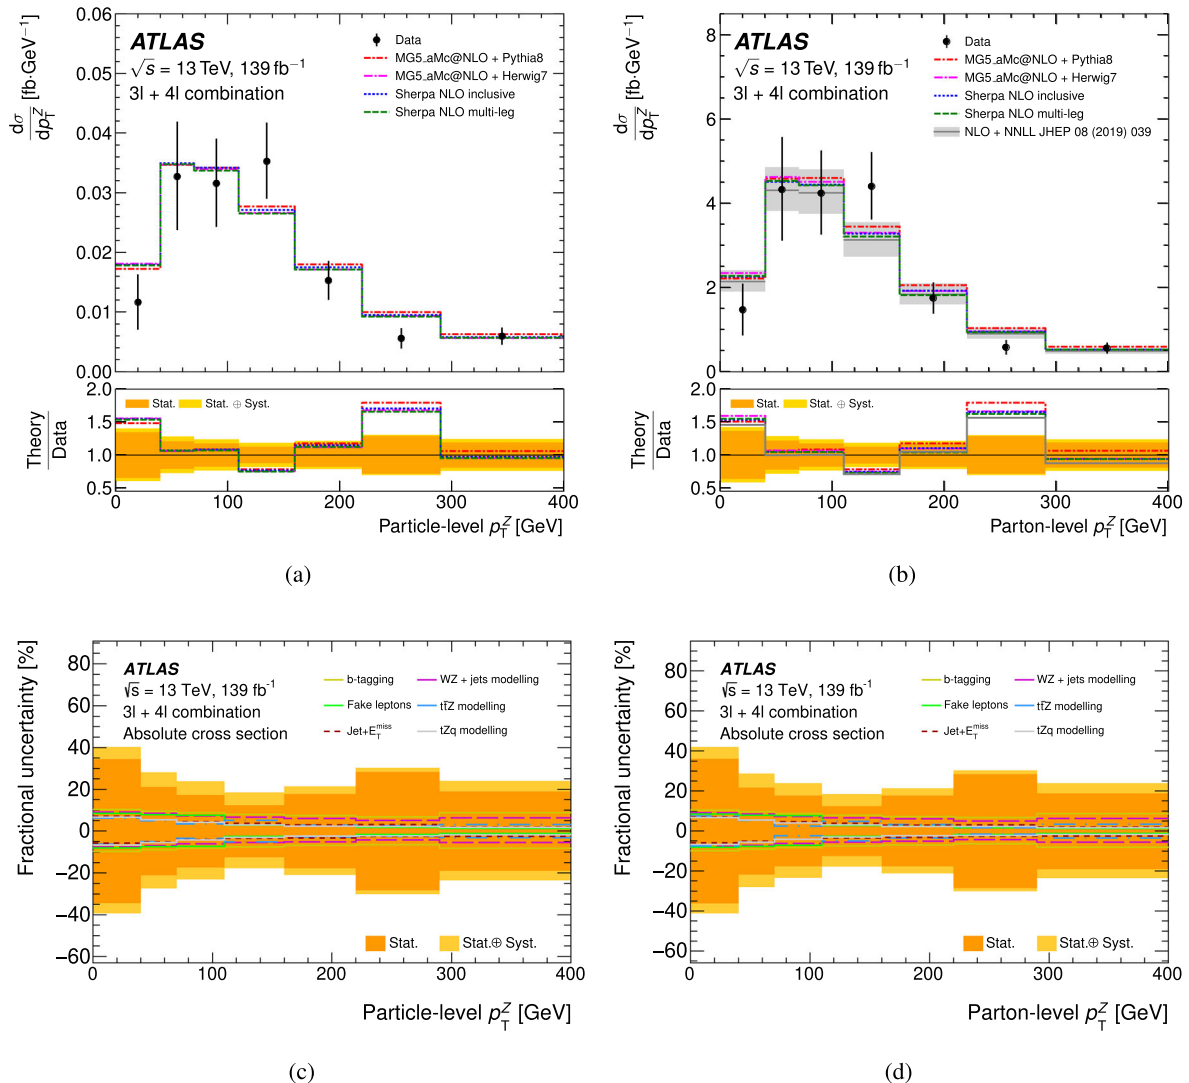 dσ
dp_T^Z [fb·GeV⁻¹]
0.06
0.05
0.04
0.03
0.02
0.01
0.00
ATLAS
√s = 13 TeV, 139 fb⁻¹
3l + 4l combination
Data
MG5_aMc@NLO + Pythia8
MG5_aMc@NLO + Herwig7
Sherpa NLO inclusive
Sherpa NLO multi-leg
Theory
Data
2.0
1.5
1.0
0.5
Stat.
Stat. ⊕ Syst.
0 100 200 300 400
Particle-level p_T^Z [GeV]
(a)
dσ
dp_T^Z [fb·GeV⁻¹]
8
6
4
2
0
ATLAS
√s = 13 TeV, 139 fb⁻¹
3l + 4l combination
Data
MG5_aMc@NLO + Pythia8
MG5_aMc@NLO + Herwig7
Sherpa NLO inclusive
Sherpa NLO multi-leg
NLO + NNLL JHEP 08 (2019) 039
Theory
Data
2.0
1.5
1.0
0.5
Stat.
Stat. ⊕ Syst.
0 100 200 300 400
Parton-level p_T^Z [GeV]
(b)
Fractional uncertainty [%]
80
60
40
20
0
−20
−40
−60
ATLAS
√s = 13 TeV, 139 fb⁻¹
3l + 4l combination
Absolute cross section
b-tagging
Fake leptons
Jet+E_T^miss
WZ + jets modelling
tt̄Z modelling
tZq modelling
Stat.
Stat.⊕ Syst.
0 100 200 300 400
Particle-level p_T^Z [GeV]
(c)
Fractional uncertainty [%]
80
60
40
20
0
−20
−40
−60
ATLAS
√s = 13 TeV, 139 fb⁻¹
3l + 4l combination
Absolute cross section
b-tagging
Fake leptons
Jet+E_T^miss
WZ + jets modelling
tt̄Z modelling
tZq modelling
Stat.
Stat.⊕ Syst.
0 100 200 300 400
Parton-level p_T^Z [GeV]
(d)